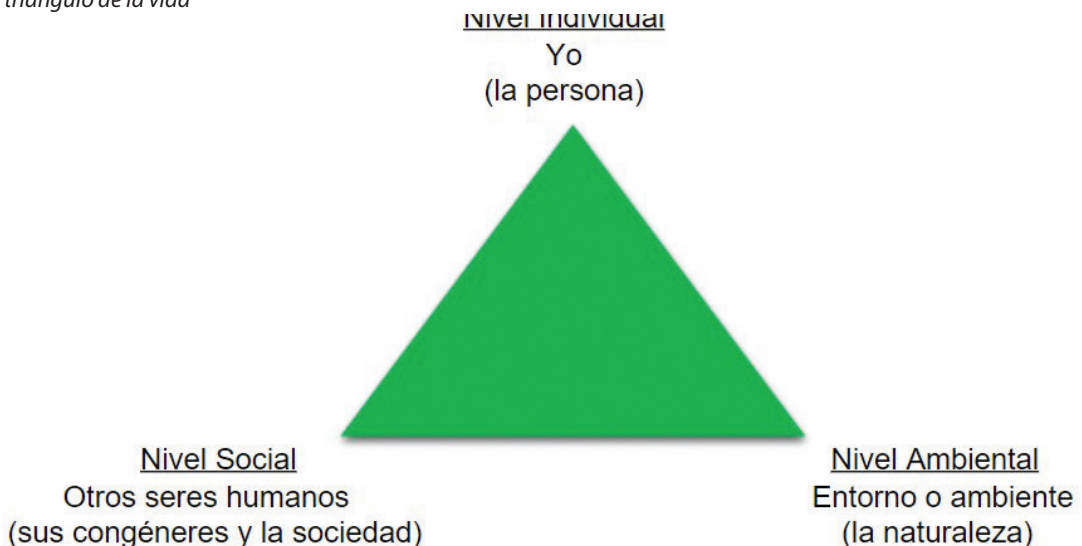 triángulo de la vida
Nivel Individual
Yo
(la persona)
Nivel Social
Otros seres humanos
(sus congéneres y la sociedad)
Nivel Ambiental
Entorno o ambiente
(la naturaleza)